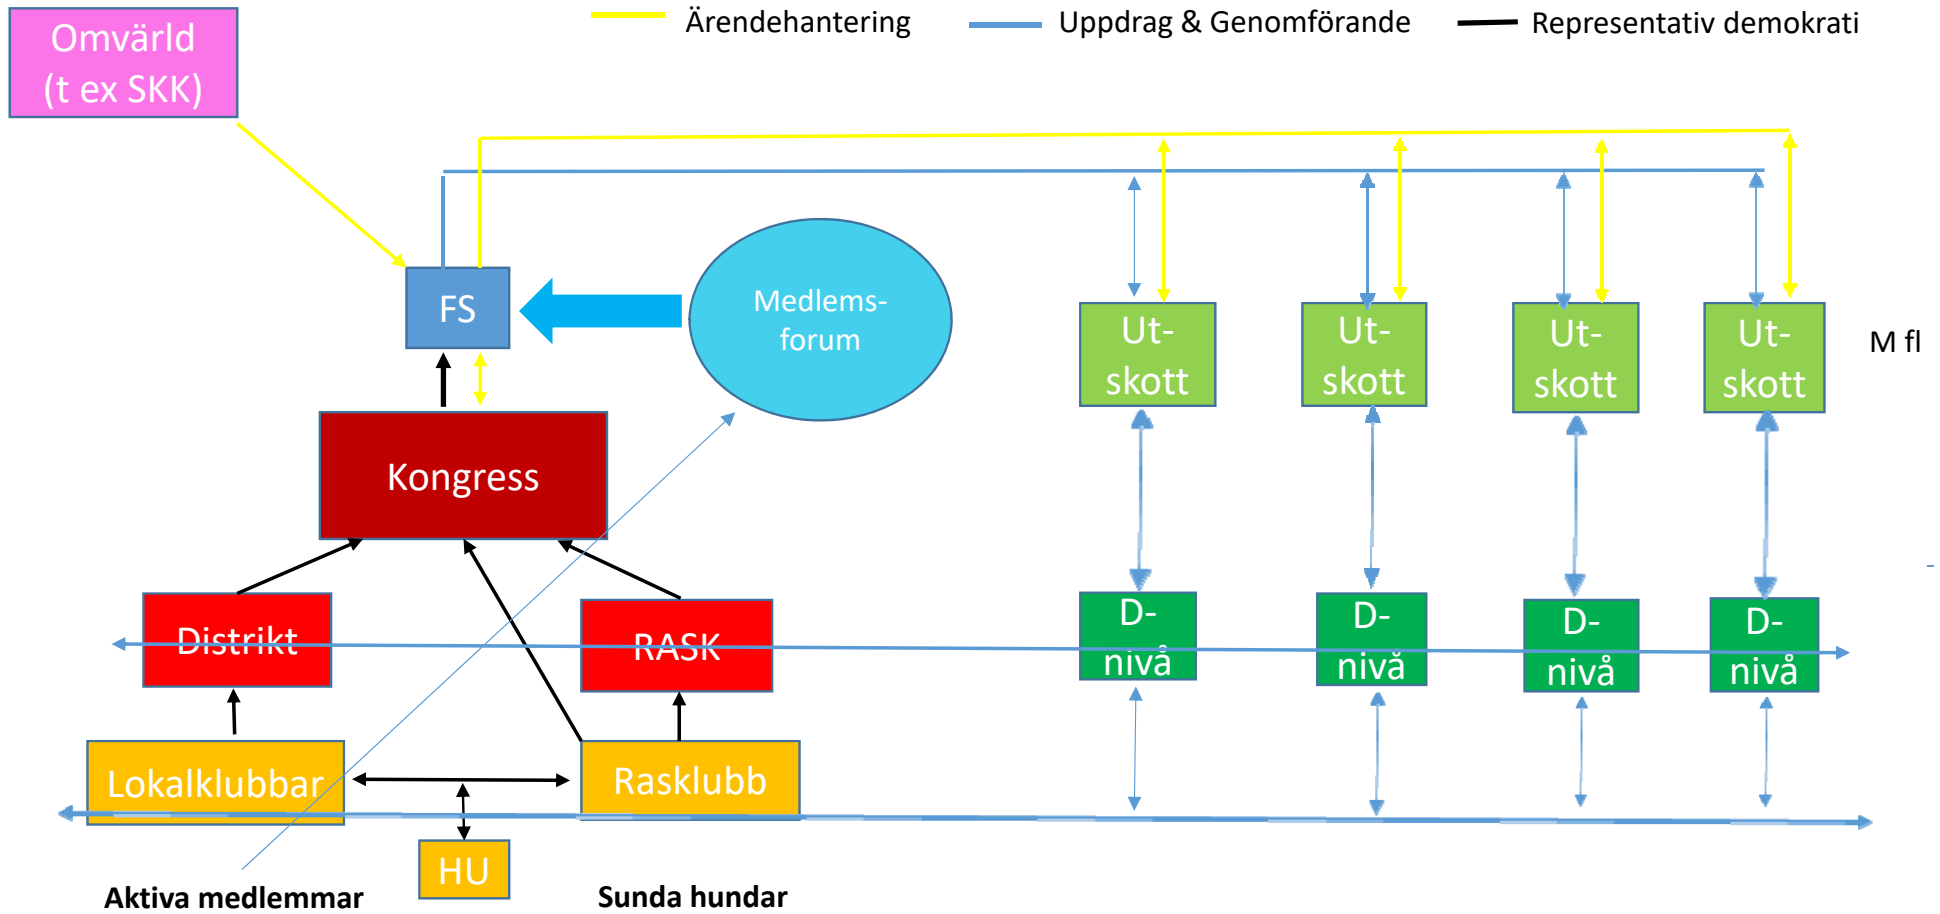 Ärendehantering
Uppdrag & Genomförande
Representativ demokrati
Omvärld
(t ex SKK)
FS
Medlems-
forum
Ut-
skott
Ut-
skott
Ut-
skott
Ut-
skott
M fl
Kongress
Distrikt
RASK
D-
nivå
D-
nivå
D-
nivå
D-
nivå
Lokalklubbar
Rasklubb
HU
Aktiva medlemmar
Sunda hundar